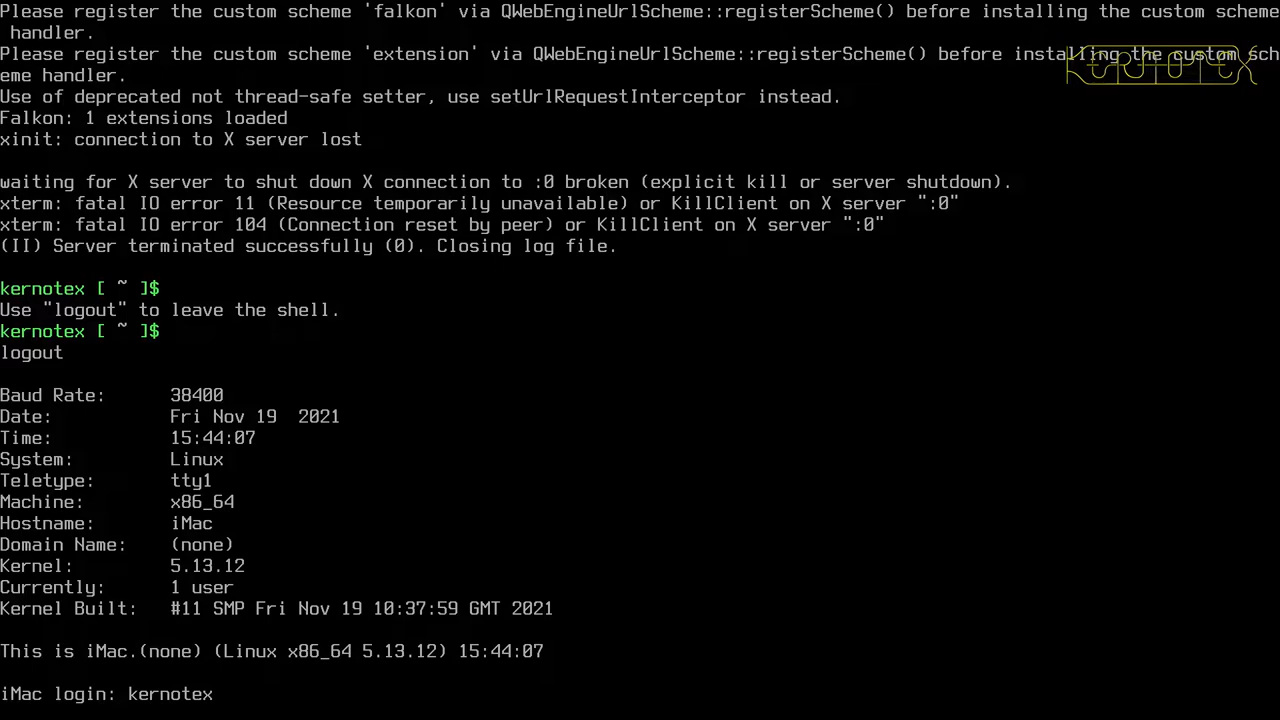 Please register the custom scheme 'falkon' via QWebEngineUrlScheme::registerScheme() before installing the custom scheme
handler.
Please register the custom scheme 'extension' via QWebEngineUrlScheme::registerScheme() before installing the custom sch
eme handler.
Use of deprecated not thread-safe setter, use setUrlRequestInterceptor instead.
Falkon: 1 extensions loaded
xinit: connection to X server lost
waiting for X server to shut down X connection to :0 broken (explicit kill or server shutdown).
xterm: fatal IO error 11 (Resource temporarily unavailable) or KillClient on X server ":0"
xterm: fatal IO error 104 (Connection reset by peer) or KillClient on X server ":0"
(II) Server terminated successfully (0). Closing log file.
kernotex [ ~ ]$
Use "logout" to leave the shell.
kernotex [ ~ ]$
logout
Baud Rate: 38400
Date: Fri Nov 19  2021
Time: 15:44:07
System: Linux
Teletype: tty1
Machine: x86_64
Hostname: iMac
Domain Name: (none)
Kernel: 5.13.12
Currently: 1 user
Kernel Built: #11 SMP Fri Nov 19 10:37:59 GMT 2021
This is iMac.(none) (Linux x86_64 5.13.12) 15:44:07
iMac login: kernotex
kernotex